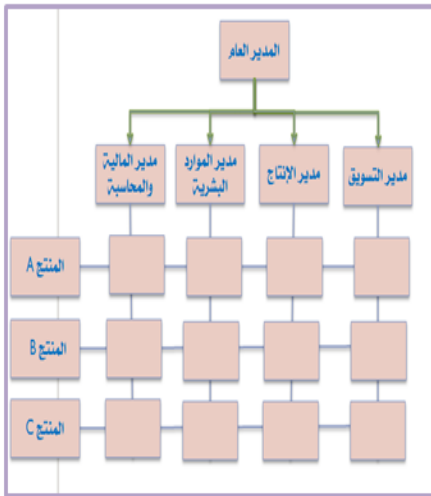 المدير العام
مدير التسويق
مدير الإنتاج
مدير الموارد
البشرية
مدير المالية
والمحاسبة
المنتج A
المنتج B
المنتج C